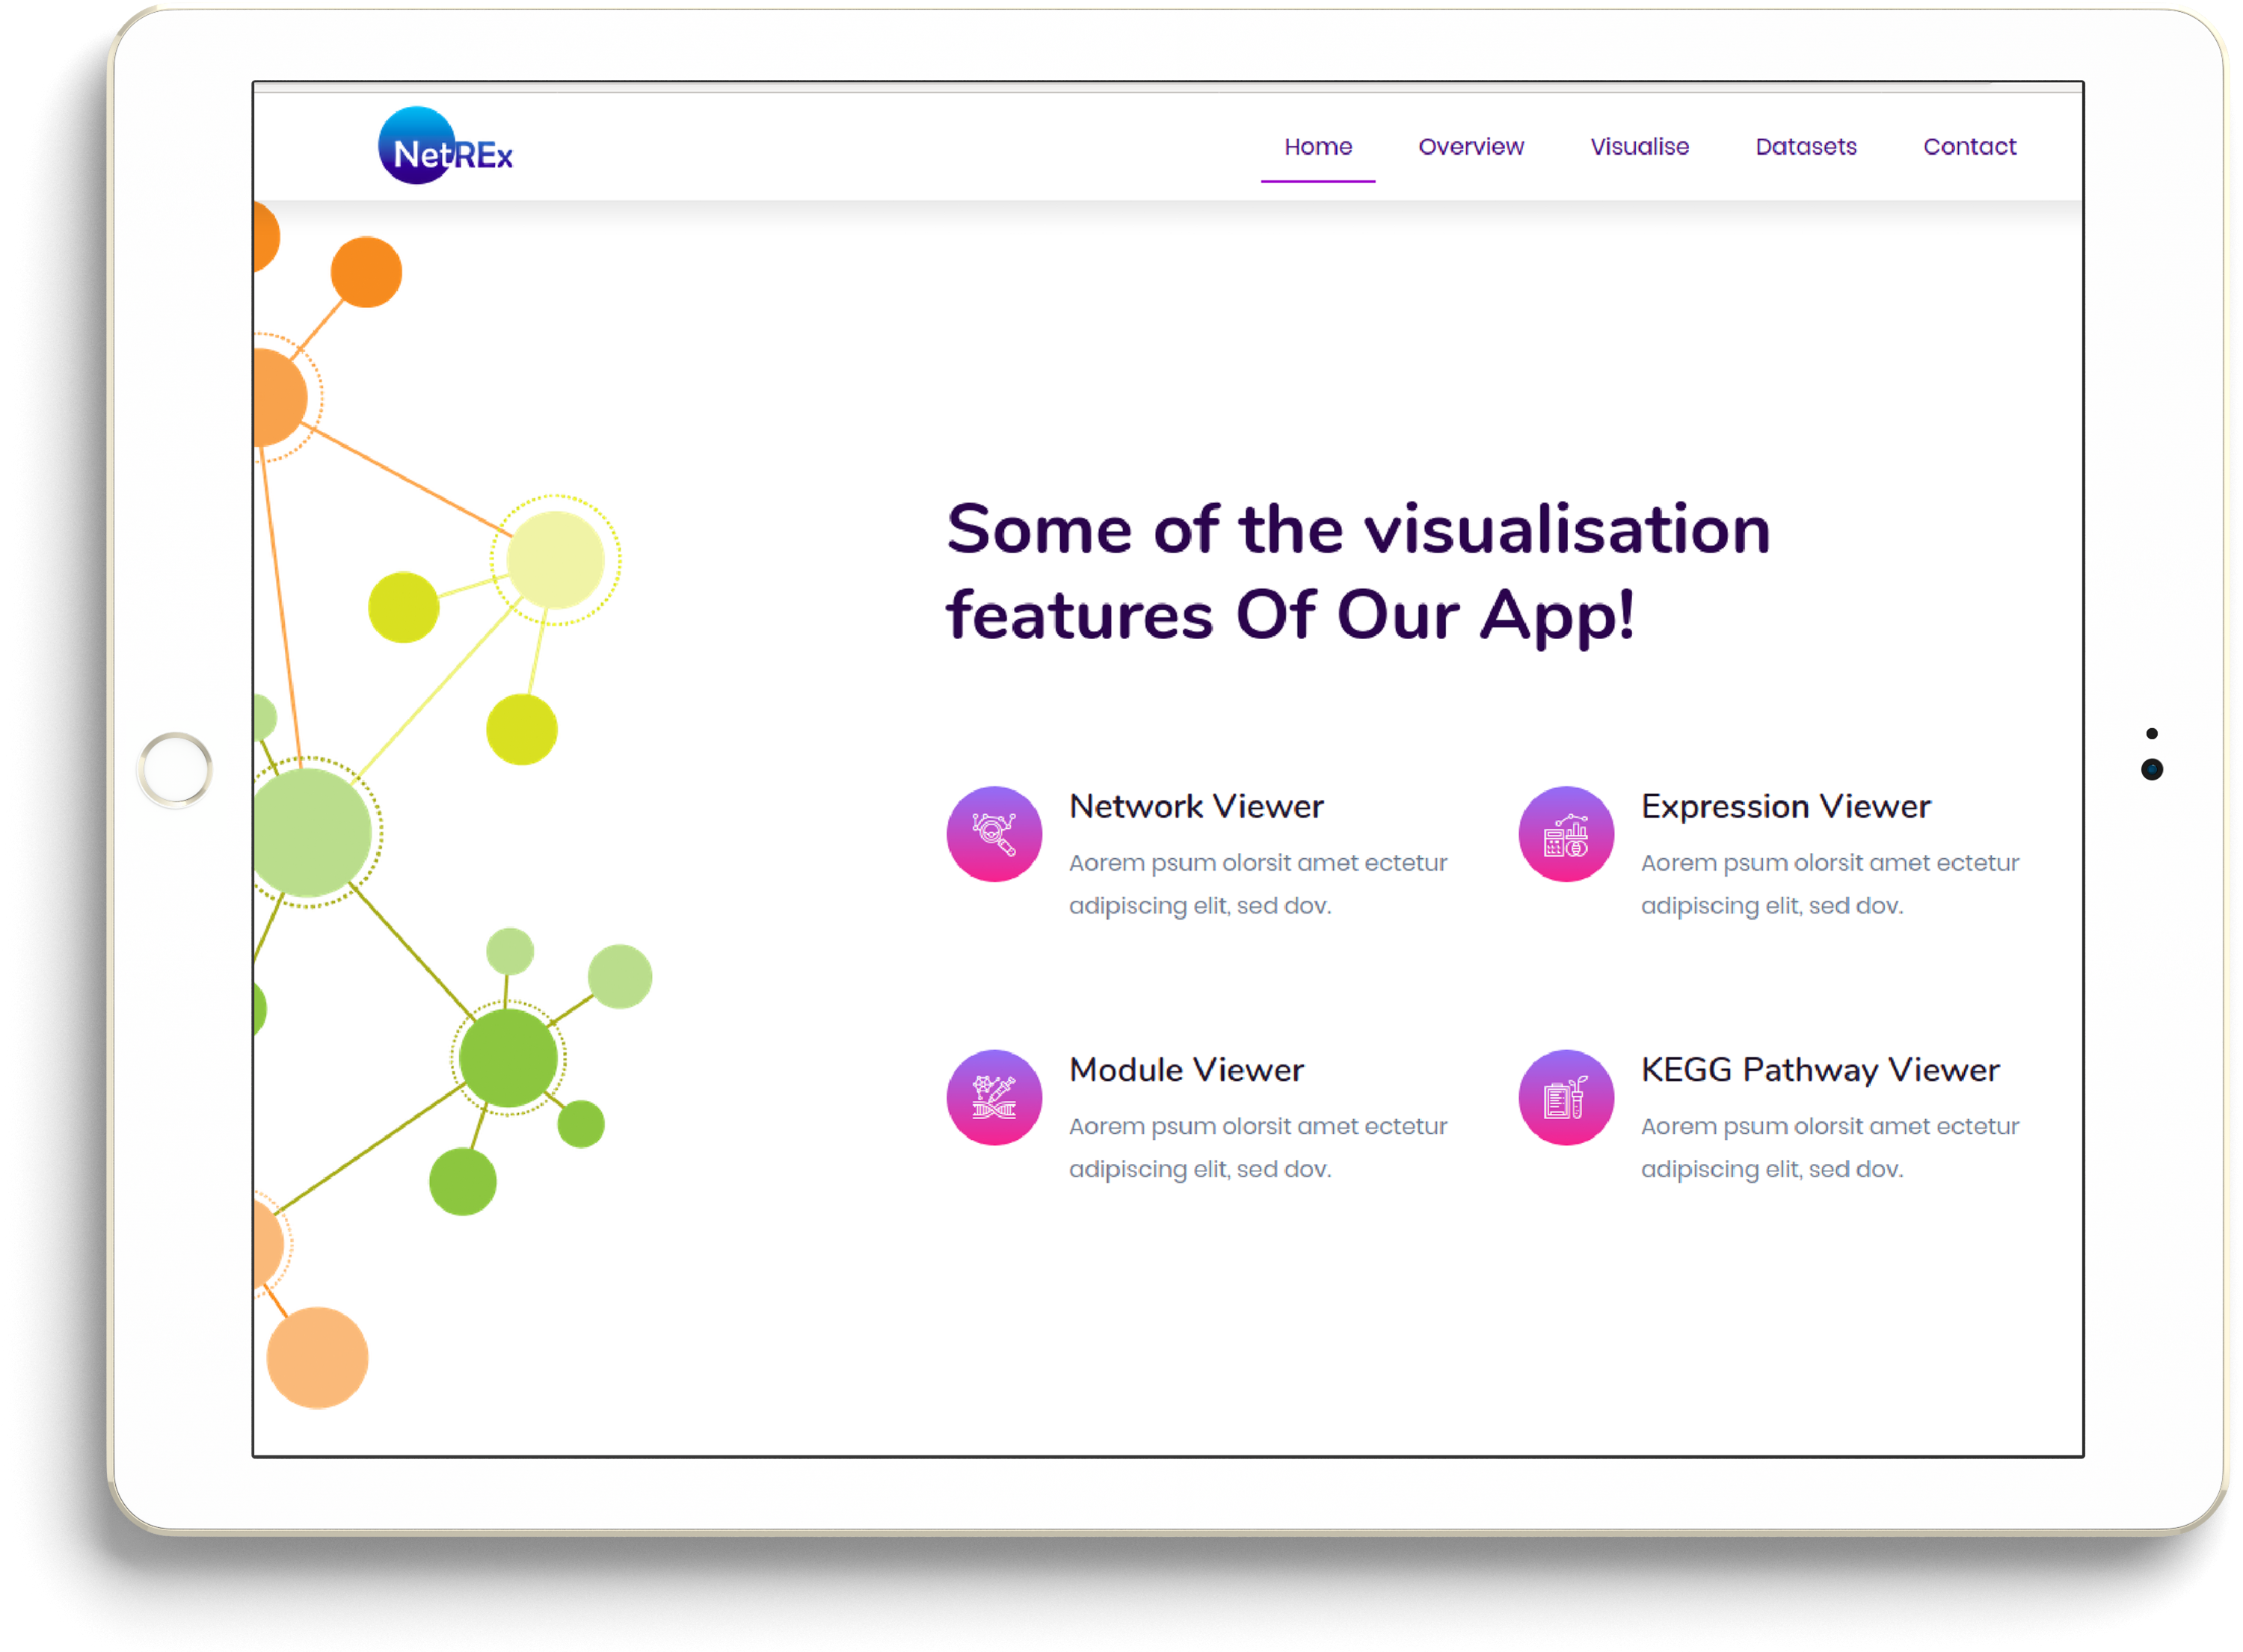 NetREx
Home Overview Visualise Datasets Contact
Some of the visualisation
features Of Our App!
Network Viewer
Aorem psum olorsit amet ectetur
adipiscing elit, sed dov.
Expression Viewer
Aorem psum olorsit amet ectetur
adipiscing elit, sed dov.
Module Viewer
Aorem psum olorsit amet ectetur
adipiscing elit, sed dov.
KEGG Pathway Viewer
Aorem psum olorsit amet ectetur
adipiscing elit, sed dov.